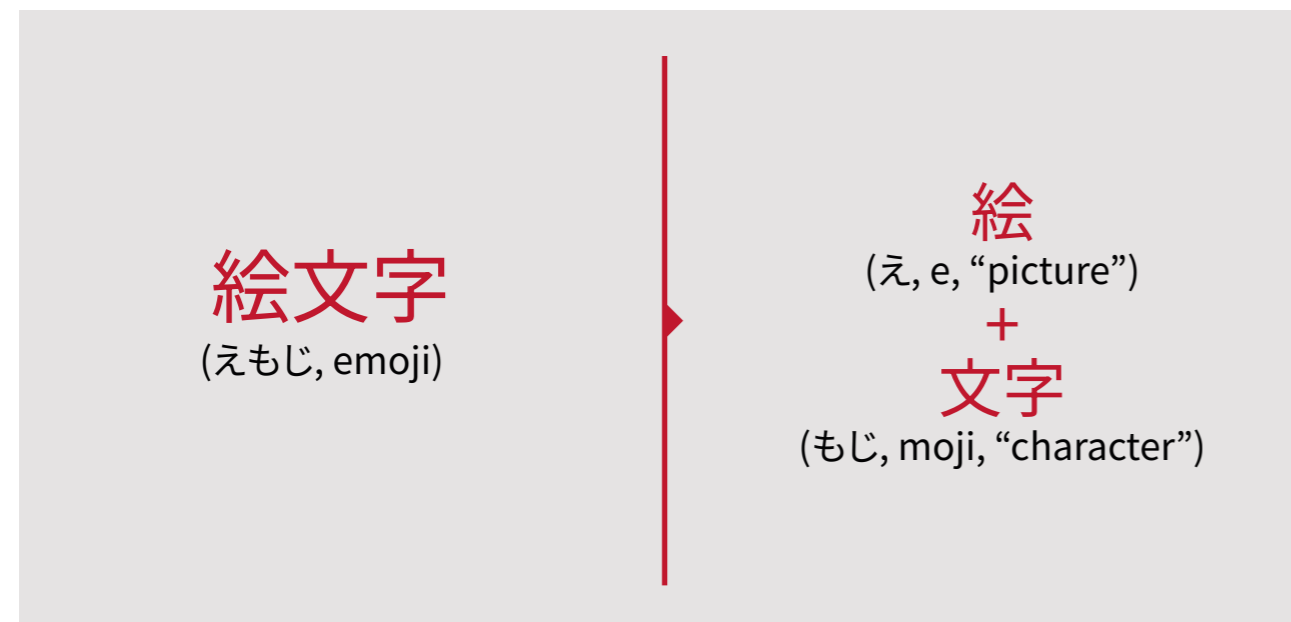 絵文字
(えもじ, emoji)
絵
(え, e, “picture”)
+
文字
(もじ, moji, “character”)